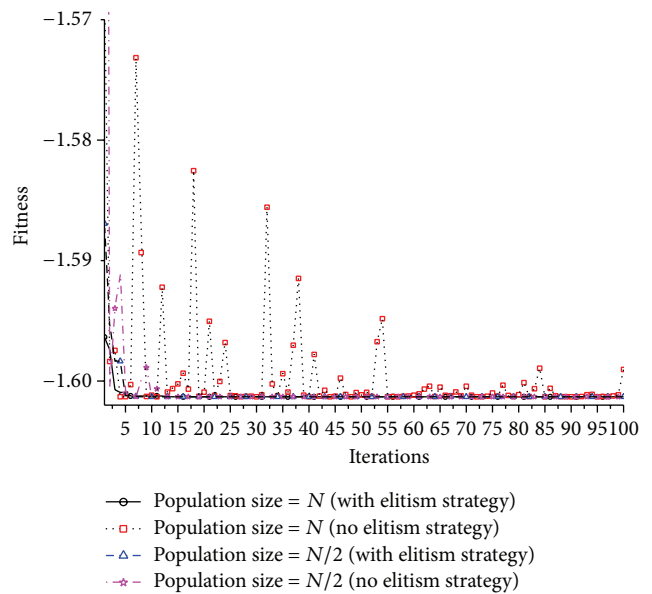 −1.57
−1.58
−1.59
−1.60
Fitness
5 10 15 20 25 30 35 40 45 50 55 60 65 70 75 80 85 90 95 100
Iterations
Population size = N (with elitism strategy)
Population size = N (no elitism strategy)
Population size = N/2 (with elitism strategy)
Population size = N/2 (no elitism strategy)